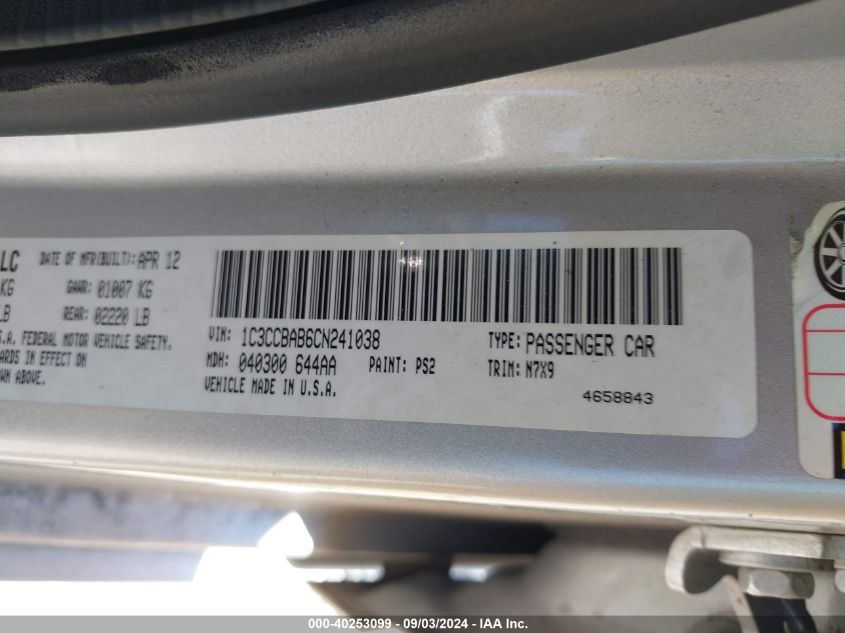 LC DATE OF MFR(BUILT): APR 12
KG GAWR: 01007 KG
LB REAR: 02220 LB
S.A. FEDERAL MOTOR VEHICLE SAFETY,
ARDS IN EFFECT ON
WN ABOVE.
VIN: 1C3CCBAB6CN241038 TYPE: PASSENGER CAR
MDH: 040300 644AA PAINT: PS2 TRIM: N7X9
VEHICLE MADE IN U.S.A. 4658843
000-40253099 - 09/03/2024 - IAA Inc.